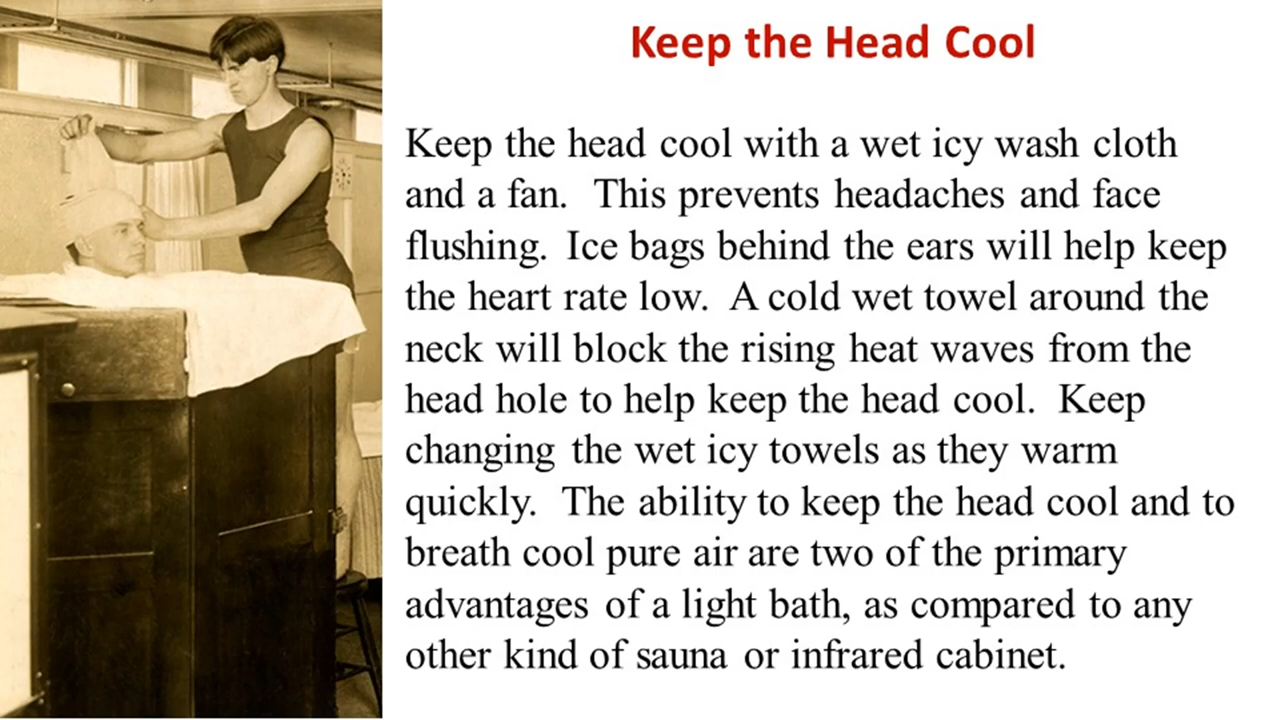 Keep the Head Cool
Keep the head cool with a wet icy wash cloth
and a fan.  This prevents headaches and face
flushing.  Ice bags behind the ears will help keep
the heart rate low.  A cold wet towel around the
neck will block the rising heat waves from the
head hole to help keep the head cool.  Keep
changing the wet icy towels as they warm
quickly.  The ability to keep the head cool and to
breath cool pure air are two of the primary
advantages of a light bath, as compared to any
other kind of sauna or infrared cabinet.